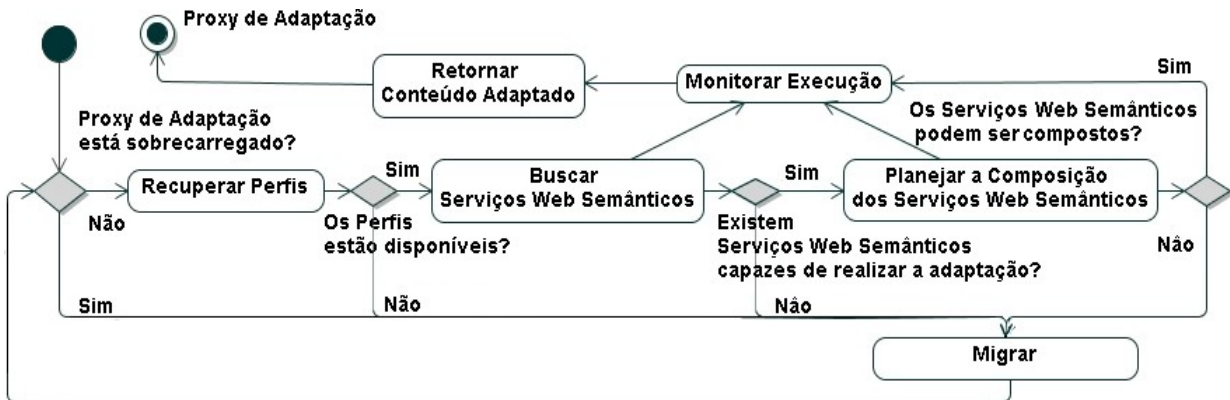 Proxy de Adaptação
Retornar
Conteúdo Adaptado
Monitorar Execução
Sim
Proxy de Adaptação
está sobrecarregado?
Os Serviços Web Semânticos
podem ser compostos?
Recuperar Perfis
Sim
Buscar
Serviços Web Semânticos
Sim
Planejar a Composição
dos Serviços Web Semânticos
Não
Os Perfis
estão disponíveis?
Existem
Serviços Web Semânticos
capazes de realizar a adaptação?
Nâo
Sim
Não
Nâo
Migrar